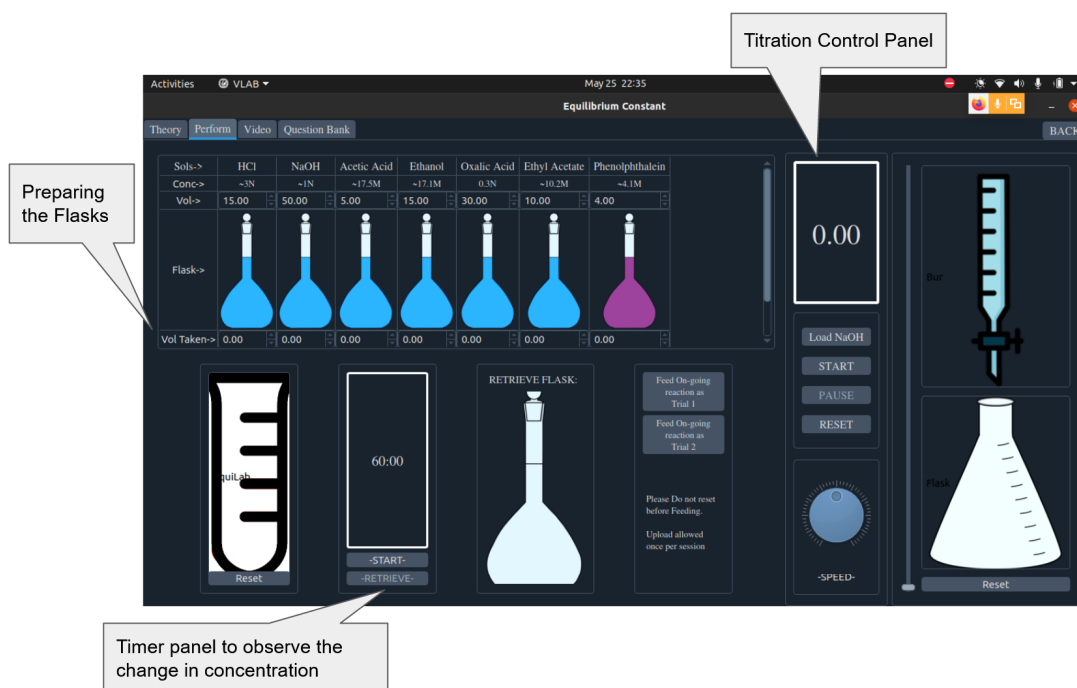 Titration Control Panel
Activities VLAB May 25 22:35
Equilibrium Constant
Theory Perform Video Question Bank BACK
Preparing
the Flasks
Sols-> HCl NaOH Acetic Acid Ethanol Oxalic Acid Ethyl Acetate Phenolphthalein
Conc-> ~3N ~1N ~17.5M ~17.1M 0.3N ~10.2M ~4.1M
Vol-> 15.00 50.00 5.00 15.00 30.00 10.00 4.00
Flask->
Vol Taken-> 0.00 0.00 0.00 0.00 0.00 0.00 0.00
0.00
Bur
Load NaOH
START
PAUSE
RESET
quiLab
Reset
60:00
-START-
-RETRIEVE-
RETRIEVE FLASK:
Feed On-going
reaction as
Trial 1
Feed On-going
reaction as
Trial 2
Please Do not reset
before Feeding.
Upload allowed
once per session
-SPEED-
Flask
Reset
Timer panel to observe the
change in concentration